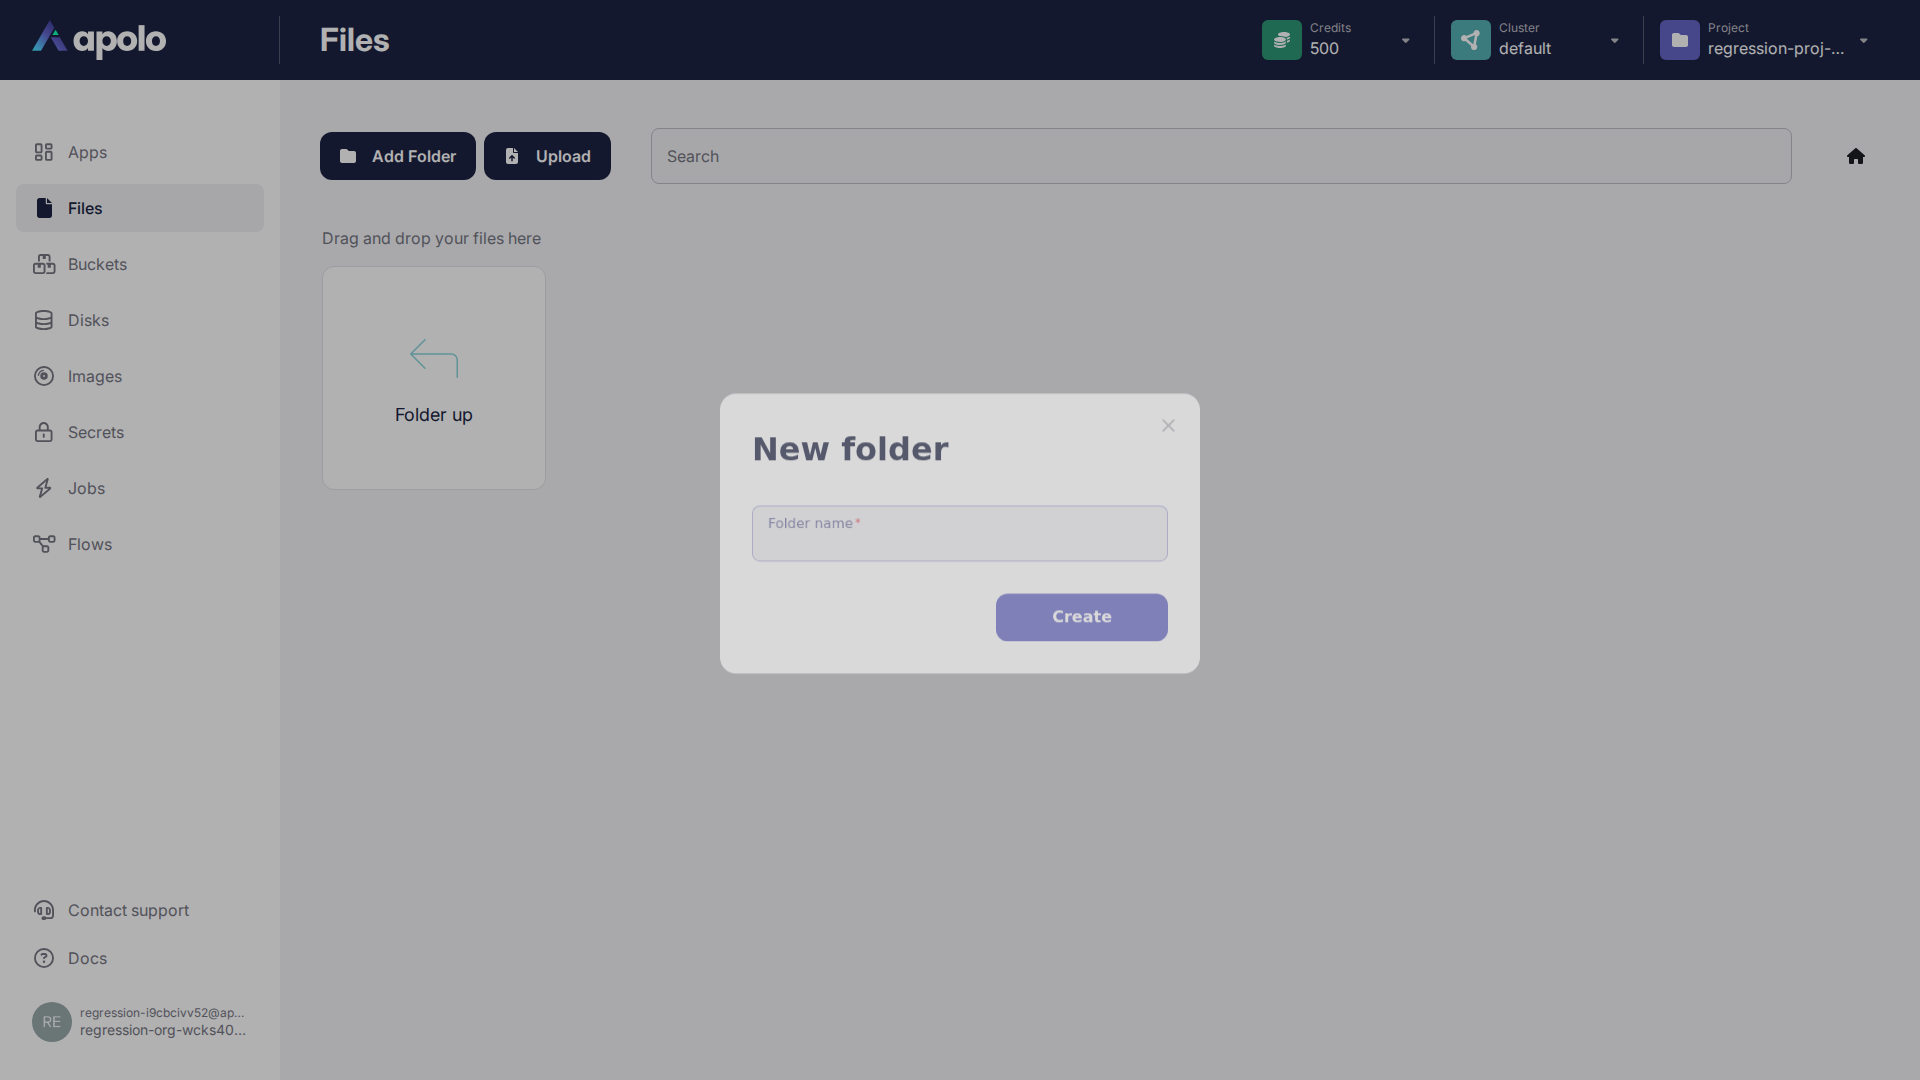 apolo
Files
Credits
500
Cluster
default
Project
regression-proj-...
Apps
Files
Buckets
Disks
Images
Secrets
Jobs
Flows
Add Folder
Upload
Search
Drag and drop your files here
Folder up
New folder
Folder name*
Create
Contact support
Docs
RE
regression-i9cbcivv52@ap...
regression-org-wcks40...